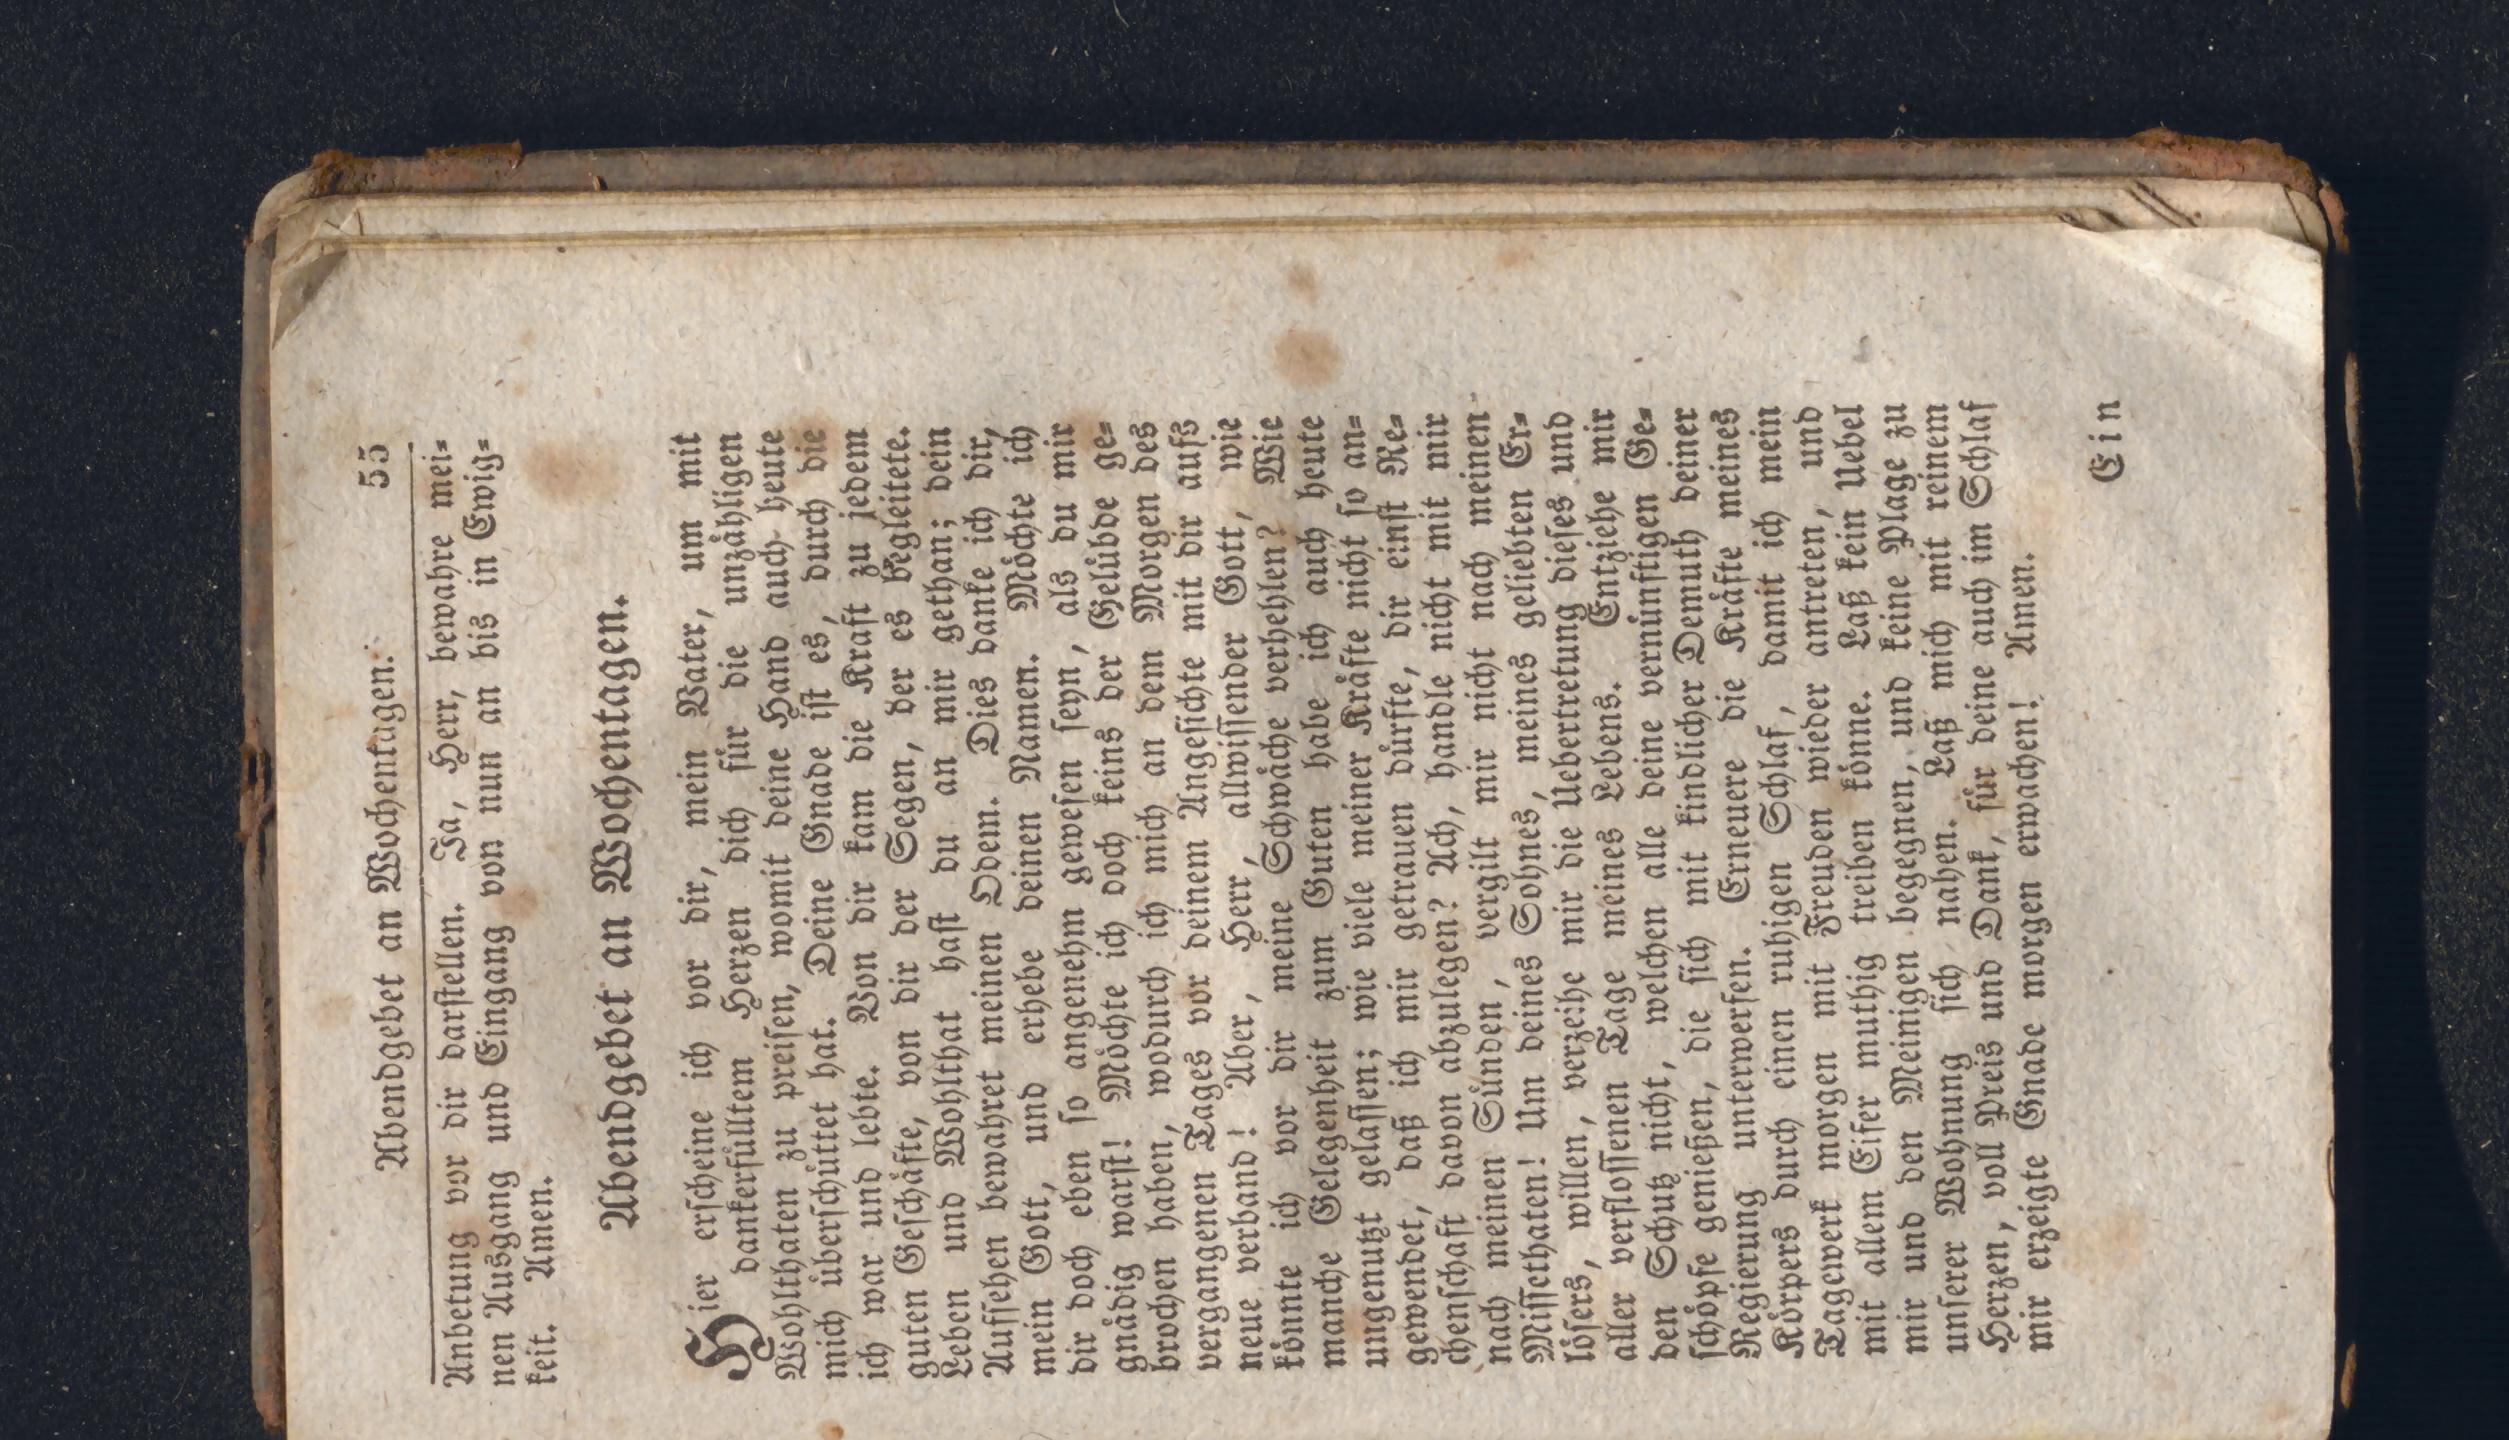 Abendgebet an Wochentagen. 55
Anbetung vor dir darstellen. Ja, Herr, bewahre mei-
nen Ausgang und Eingang von nun an bis in Ewig-
keit. Amen.
Abendgebet an Wochentagen.
Hier erscheine ich vor dir, mein Vater, um mit
dankerfülltem Herzen dich für die unzähligen
Wohlthaten zu preisen, womit deine Hand auch heute
mich überschüttet hat. Deine Gnade ist es, durch die
ich war und lebte. Von dir kam die Kraft zu jedem
guten Geschäfte, von dir der Segen, der es begleitete.
Leben und Wohlthat hast du an mir gethan; dein
Aufsehen bewahret meinen Odem. Dies danke ich dir,
mein Gott, und erhebe deinen Namen. Möchte ich
dir doch eben so angenehm gewesen seyn, als du mir
gnädig warst! Möchte ich doch keins der Gelübde ge-
brochen haben, wodurch ich mich an dem Morgen des
vergangenen Tages vor deinem Angesichte mit dir aufs
neue verband! Aber, Herr, allwissender Gott, wie
könnte ich vor dir meine Schwäche verhehlen? Wie
manche Gelegenheit zum Guten habe ich auch heute
ungenutzt gelassen; wie viele meiner Kräfte nicht so an-
gewendet, daß ich mir getrauen dürfte, dir einst Re-
chenschaft davon abzulegen? Ach, handle nicht mit mir
nach meinen Sünden, vergilt mir nicht nach meinen
Missethaten! Um deines Sohnes, meines geliebten Er-
lösers, willen, verzeihe mir die Uebertretung dieses und
aller verflossenen Tage meines Lebens. Entziehe mir
den Schutz nicht, welchen alle deine vernünftigen Ge-
schöpfe genießen, die sich mit kindlicher Demuth deiner
Regierung unterwerfen. Erneuere die Kräfte meines
Körpers durch einen ruhigen Schlaf, damit ich mein
Tagewerk morgen mit Freuden wieder antreten, und
mit allem Eifer muthig treiben könne. Laß kein Uebel
mir und den Meinigen begegnen, und keine Plage zu
unserer Wohnung sich nahen. Laß mich mit reinem
Herzen, voll Preis und Dank, für deine auch im Schlaf
mir erzeigte Gnade morgen erwachen! Amen.
Ein